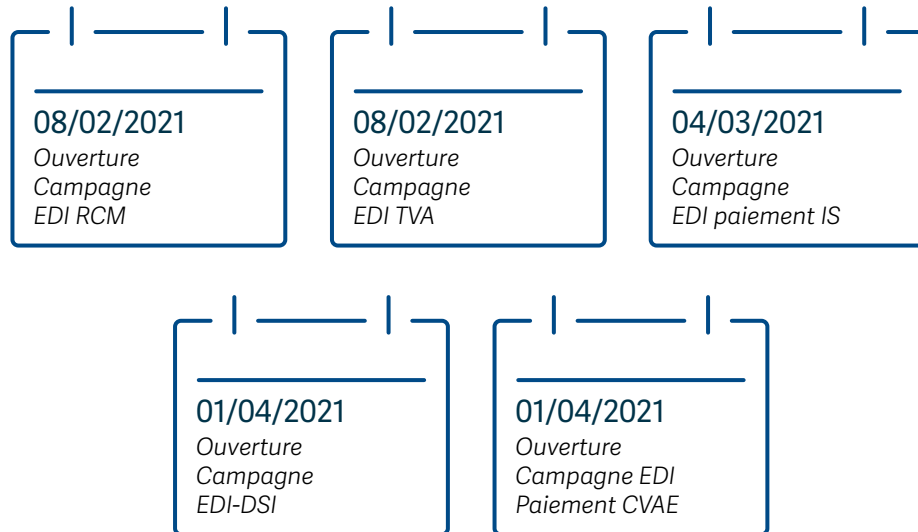 08/02/2021
Ouverture
Campagne
EDI RCM
08/02/2021
Ouverture
Campagne
EDI TVA
04/03/2021
Ouverture
Campagne
EDI paiement IS
01/04/2021
Ouverture
Campagne
EDI-DSI
01/04/2021
Ouverture
Campagne EDI
Paiement CVAE